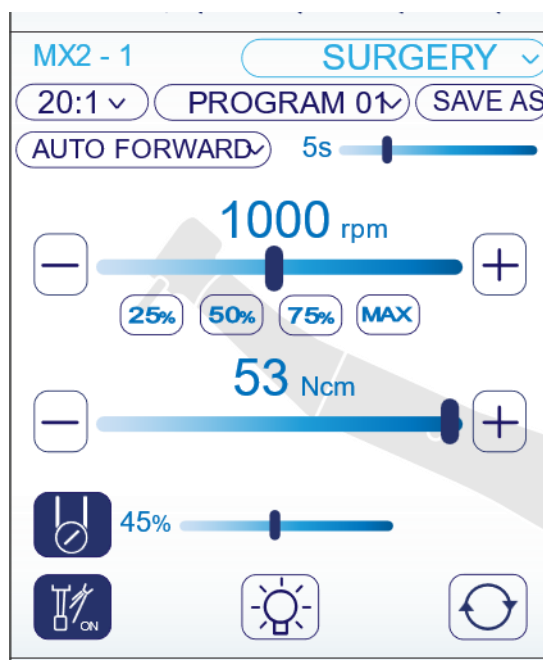 MX2 - 1 SURGERY
20:1 PROGRAM 01 SAVE AS
AUTO FORWARD 5s
1000 rpm
25% 50% 75% MAX
53 Ncm
45%
ON